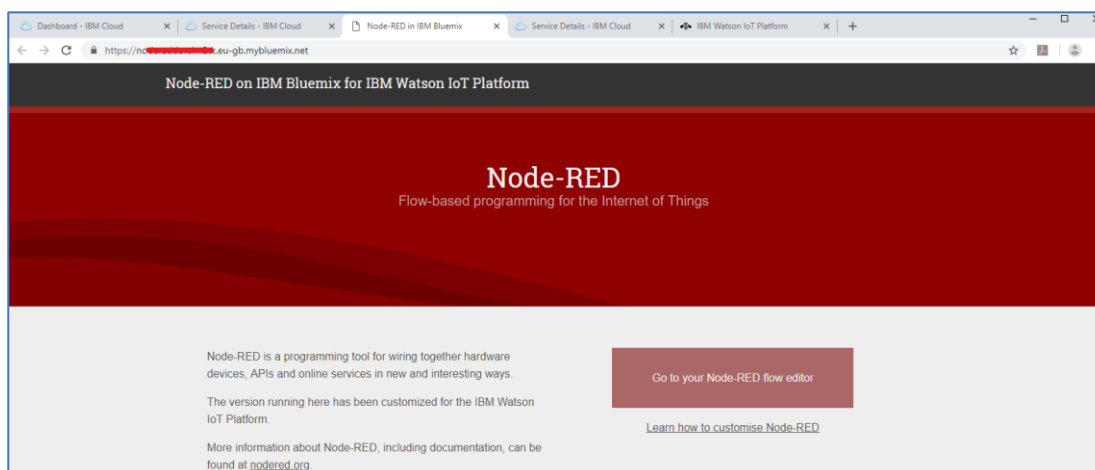 Dashboard - IBM Cloud
Service Details - IBM Cloud
Node-RED in IBM Bluemix
Service Details - IBM Cloud
IBM Watson IoT Platform
.eu-gb.mybluemix.net
Node-RED on IBM Bluemix for IBM Watson IoT Platform
Node-RED
Flow-based programming for the Internet of Things
Node-RED is a programming tool for wiring together hardware
devices, APIs and online services in new and interesting ways.
The version running here has been customized for the IBM Watson
IoT Platform.
More information about Node-RED, including documentation, can be
found at nodered.org.
Go to your Node-RED flow editor
Learn how to customise Node-RED